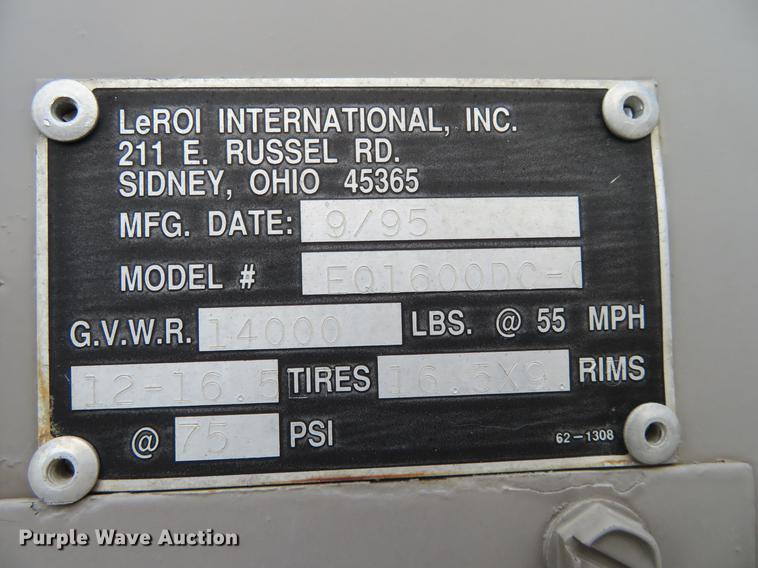 LeROI INTERNATIONAL, INC.
211 E. RUSSEL RD.
SIDNEY, OHIO 45365
MFG. DATE: 9/95
MODEL #
G.V.W.R. 14000 LBS. @ 55 MPH
12-16.5 TIRES 16.5X9. RIMS
@ 75 PSI
62-1308
Purple Wave Auction